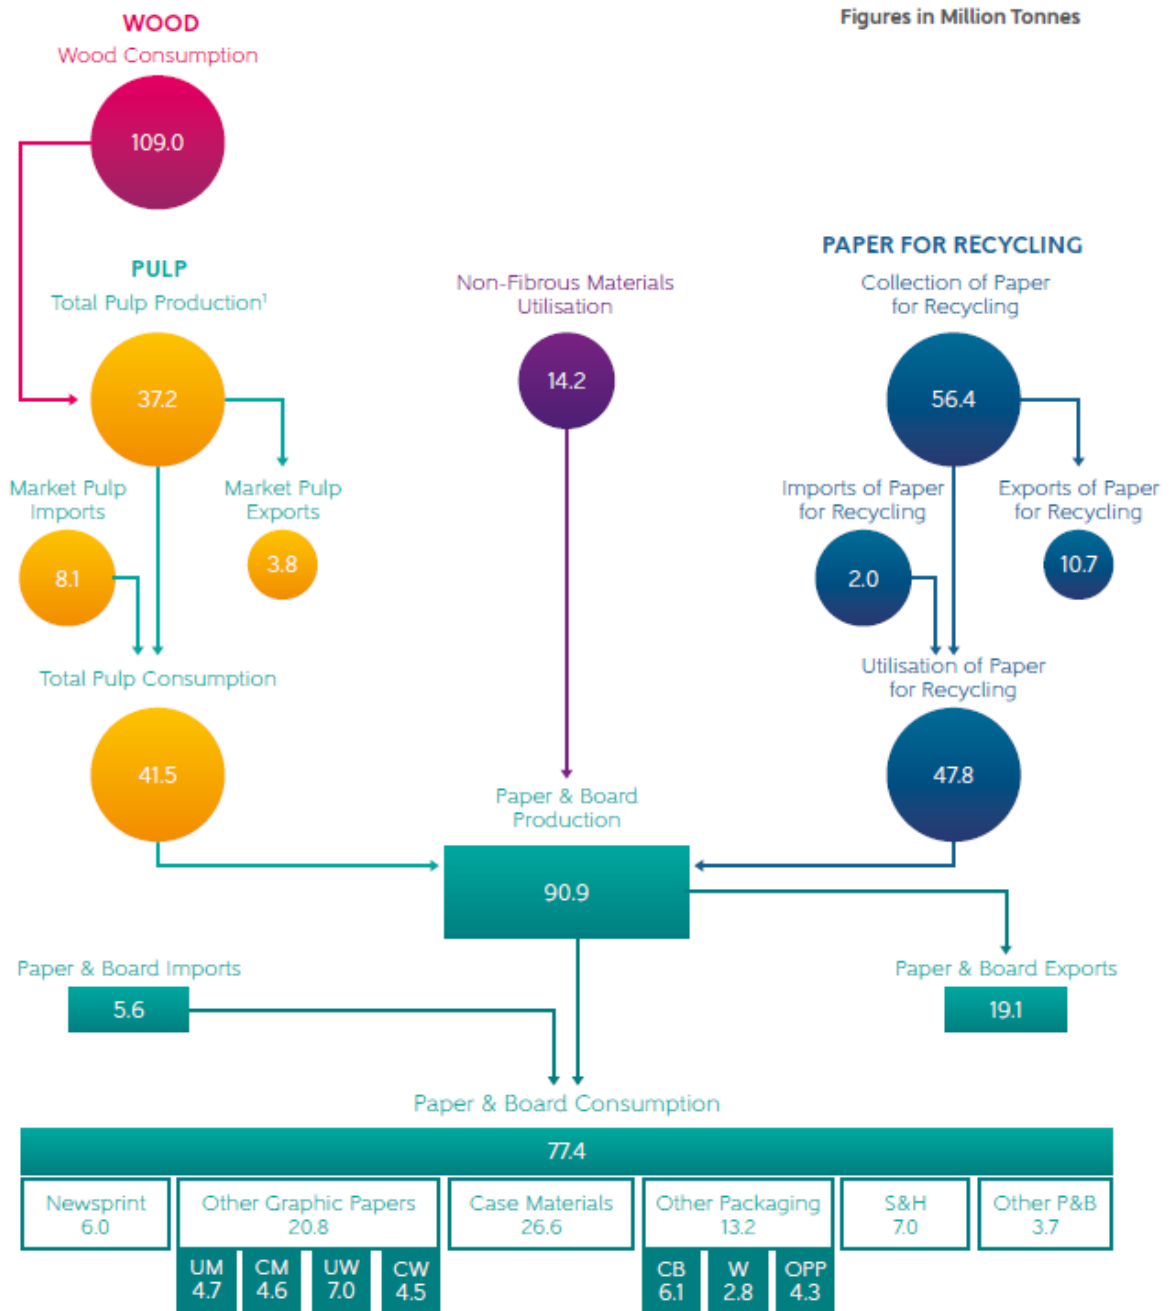 WOOD
Wood Consumption
Figures in Million Tonnes
109.0
PULP
Total Pulp Production¹
Non-Fibrous Materials
Utilisation
PAPER FOR RECYCLING
Collection of Paper
for Recycling
37.2
14.2
56.4
Market Pulp
Imports
Market Pulp
Exports
Imports of Paper
for Recycling
Exports of Paper
for Recycling
8.1
3.8
2.0
10.7
Total Pulp Consumption
Utilisation of Paper
for Recycling
41.5
47.8
Paper & Board
Production
90.9
Paper & Board Imports
Paper & Board Exports
5.6
19.1
Paper & Board Consumption
77.4
Newsprint
6.0
Other Graphic Papers
20.8
Case Materials
26.6
Other Packaging
13.2
S&H
7.0
Other P&B
3.7
UM
4.7
CM
4.6
UW
7.0
CW
4.5
CB
6.1
W
2.8
OPP
4.3